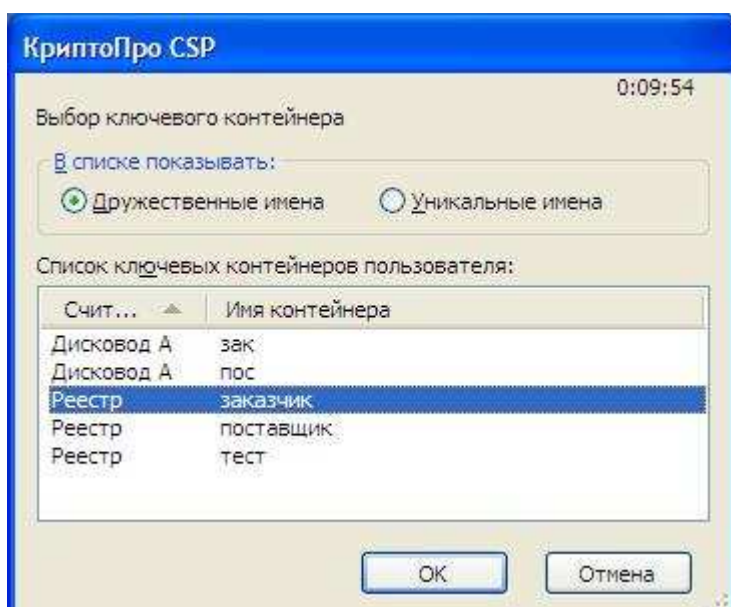 КриптоПро CSP
0:09:54
Выбор ключевого контейнера
В списке показывать:
Дружественные имена Уникальные имена
Список ключевых контейнеров пользователя:
Счит... Имя контейнера
Дисковод А зак
Дисковод А пос
Реестр заказчик
Реестр поставщик
Реестр тест
ОК Отмена